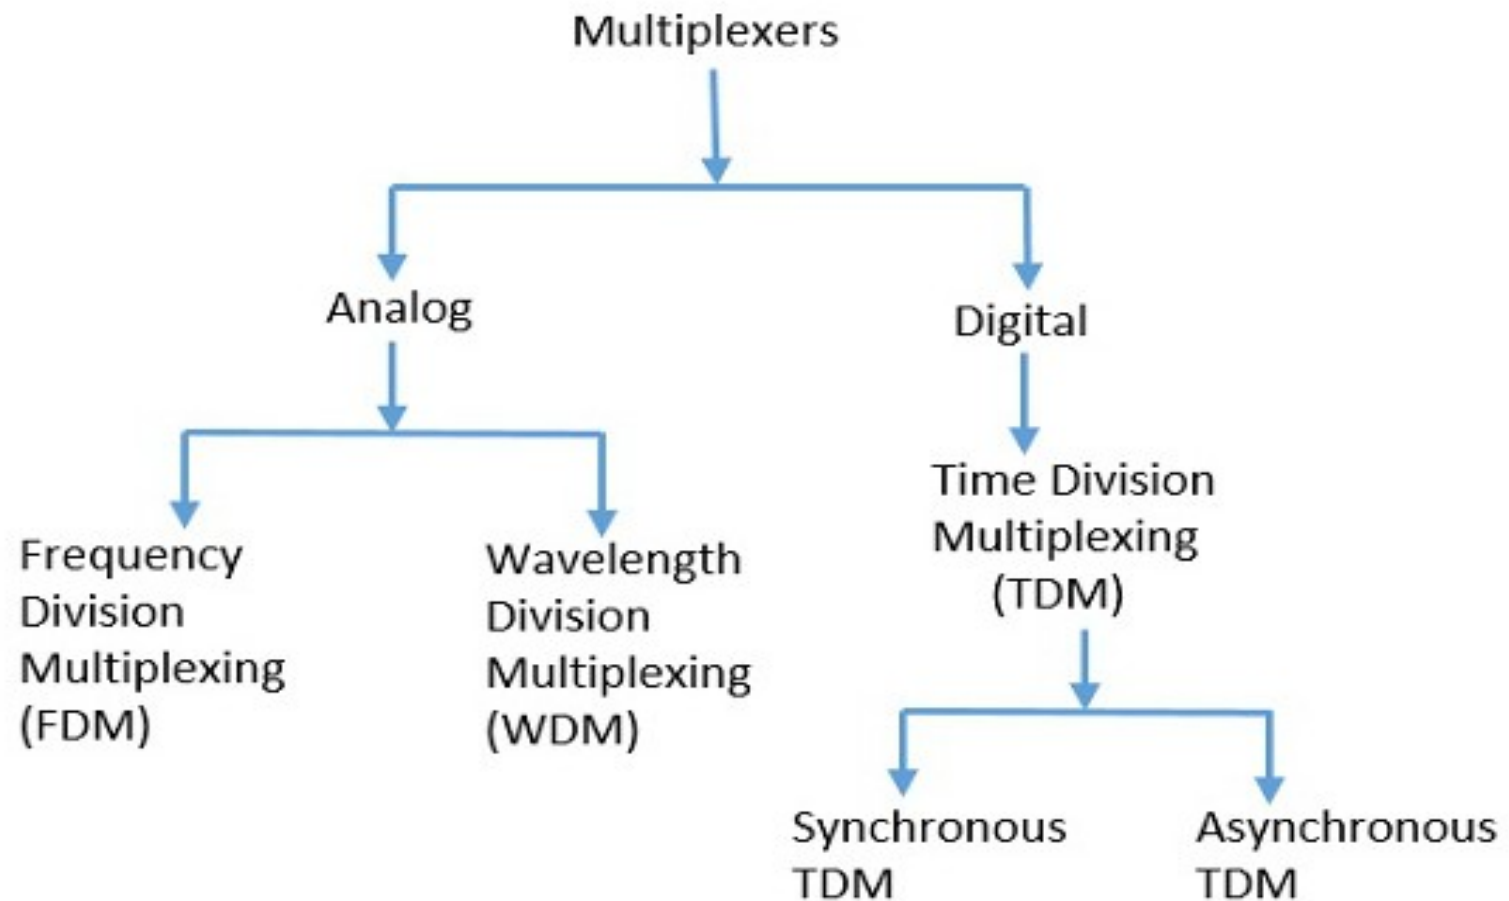 Multiplexers
Analog
Digital
Frequency
Division
Multiplexing
(FDM)
Wavelength
Division
Multiplexing
(WDM)
Time Division
Multiplexing
(TDM)
Synchronous
TDM
Asynchronous
TDM